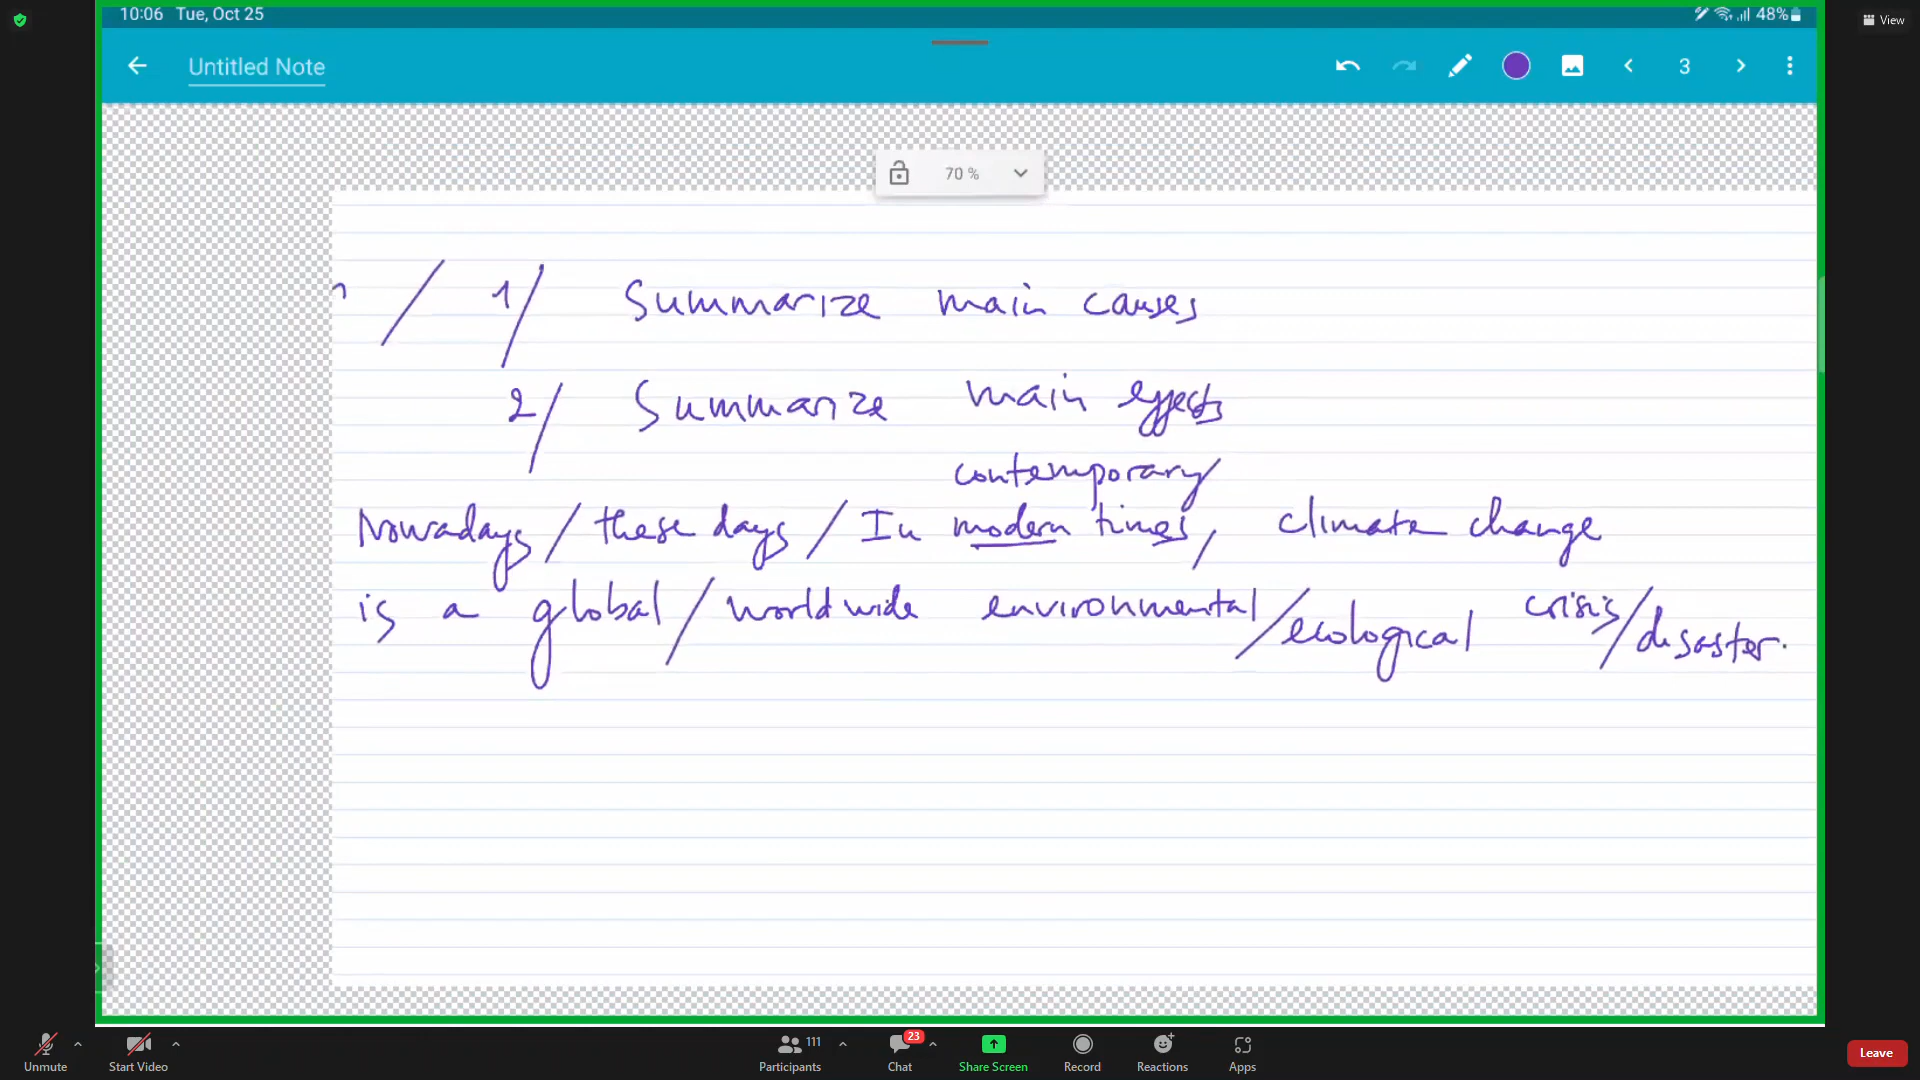 10:06 Tue, Oct 25
48%
View
Untitled Note
3
70 %
/ 1/ Summarize main causes
2/ Summarize main effects
contemporary
Nowadays / these days / In modern times, climate change
is a global / worldwide environmental / ecological crisis / disaster.
Unmute
Start Video
111
Participants
23
Chat
Share Screen
Record
Reactions
Apps
Leave